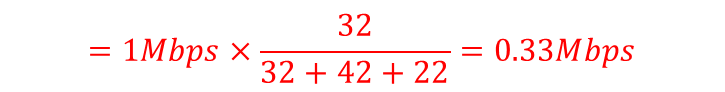 = 1Mbps × 32 / (32 + 42 + 22) = 0.33Mbps